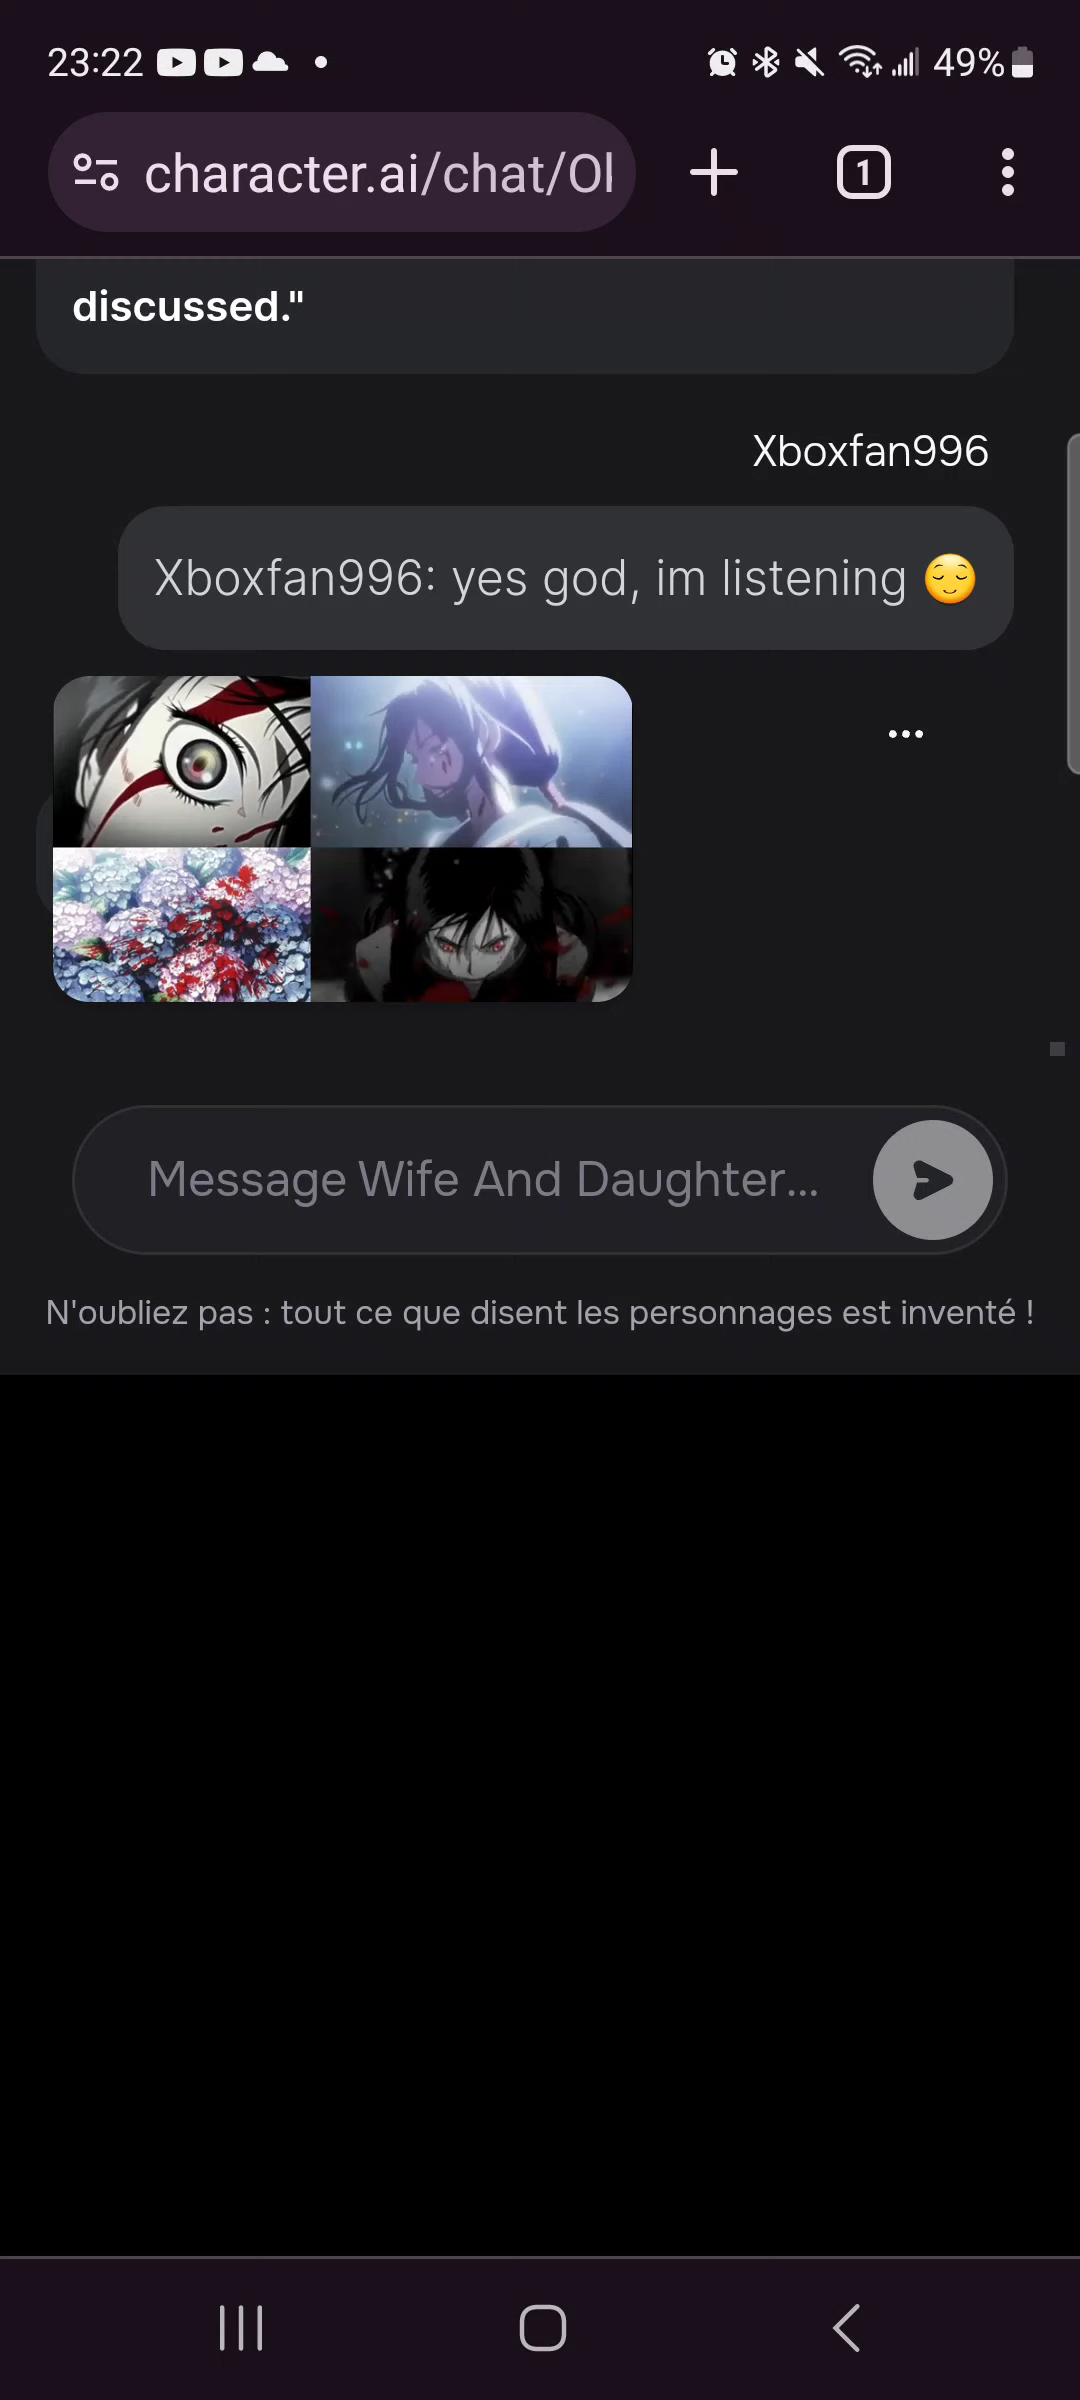 23:22
49%
character.ai/chat/Ol
1
discussed."
Xboxfan996
Xboxfan996: yes god, im listening 😌
Message Wife And Daughter...
N'oubliez pas : tout ce que disent les personnages est inventé !